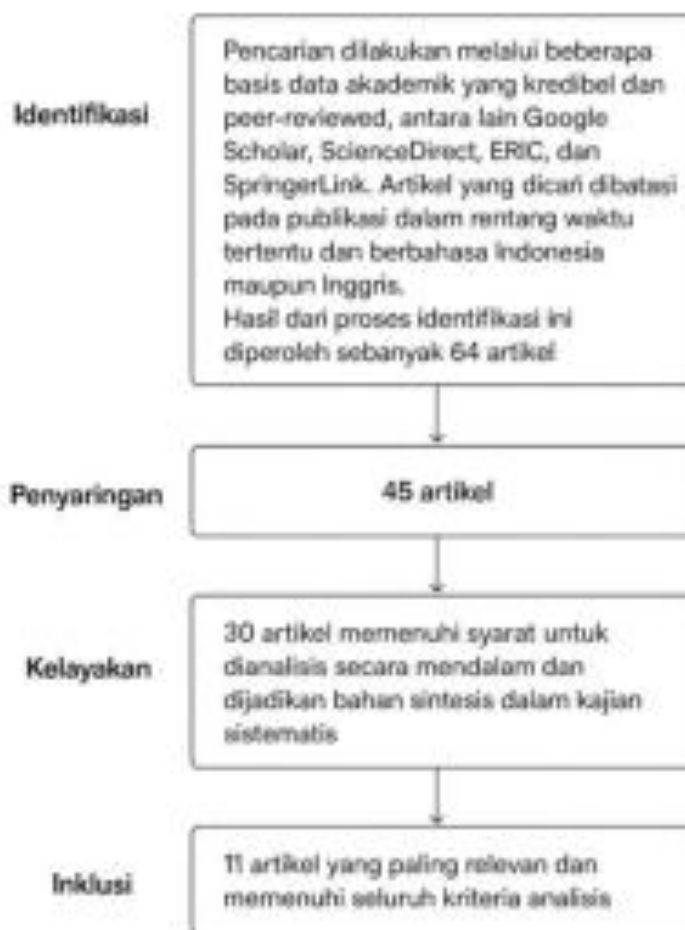 Identifikasi
Pencarian dilakukan melalui beberapa
basis data akademik yang kredibel dan
peer-reviewed, antara lain Google
Scholar, ScienceDirect, ERIC, dan
SpringerLink. Artikel yang dicari dibatasi
pada publikasi dalam rentang waktu
tertentu dan berbahasa Indonesia
maupun Inggris.
Hasil dari proses identifikasi ini
diperoleh sebanyak 64 artikel
Penyaringan
45 artikel
Kelayakan
30 artikel memenuhi syarat untuk
dianalisis secara mendalam dan
dijadikan bahan sintesis dalam kajian
sistematis
Inklusi
11 artikel yang paling relevan dan
memenuhi seluruh kriteria analisis